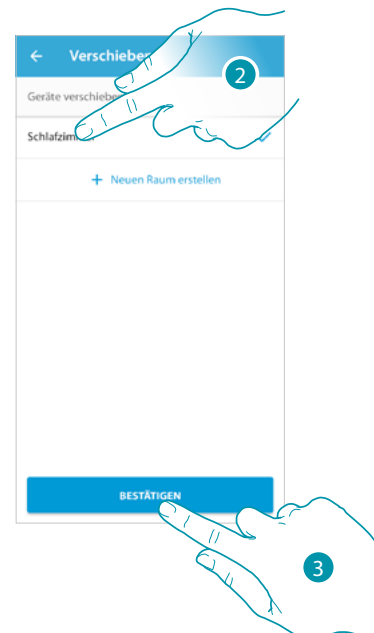 ← Verschieben
2
Geräte verschieben
Schlafzimmer
+ Neuen Raum erstellen
BESTÄTIGEN
3